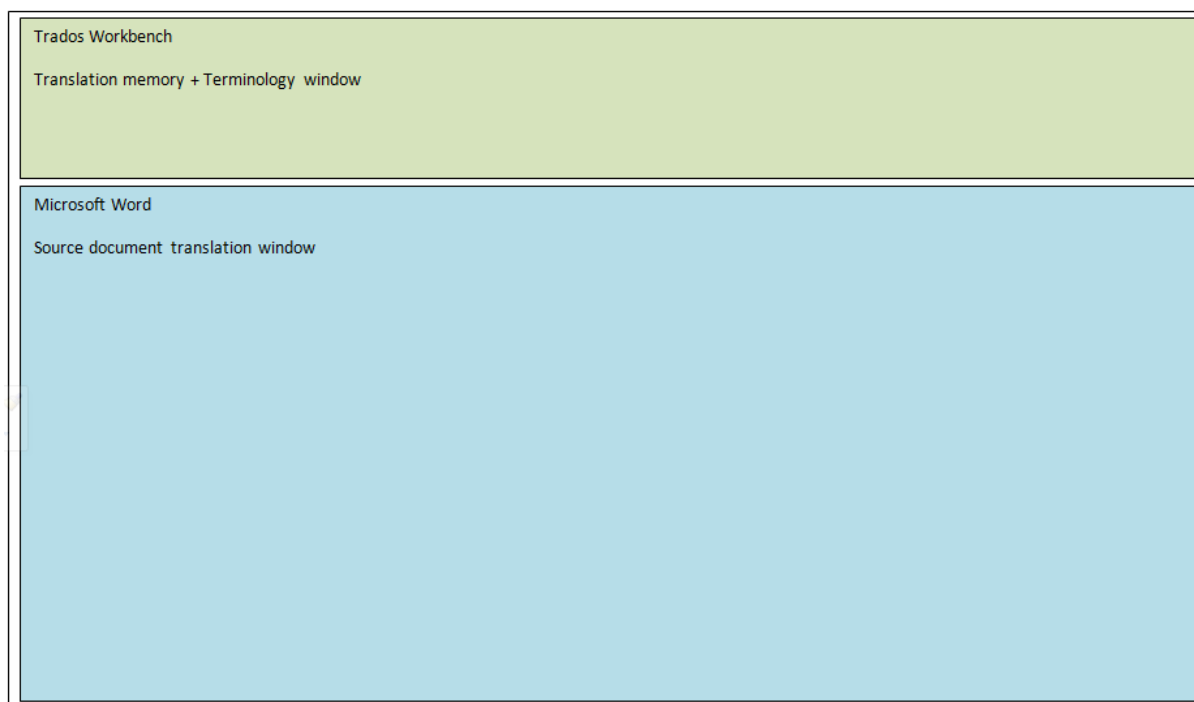 Trados Workbench
Translation memory + Terminology window
Microsoft Word
Source document translation window